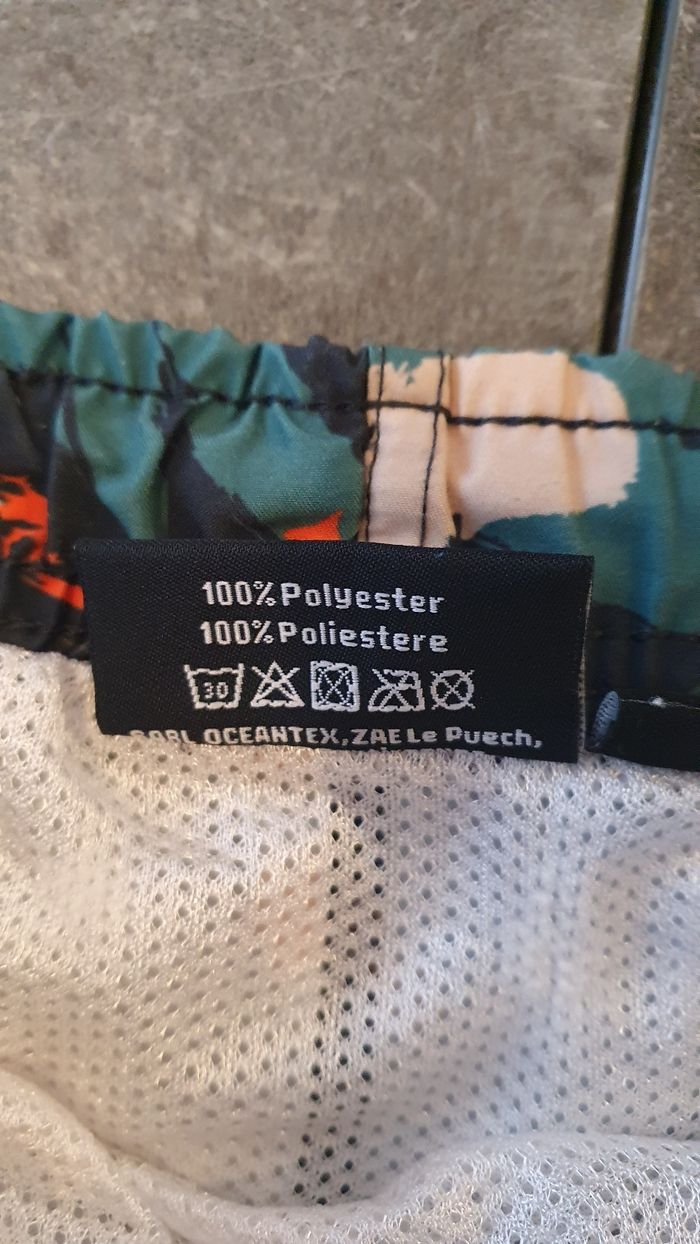 100% Polyester
100% Poliestere
30
SARL OCEANTEX, ZAE Le Puech,